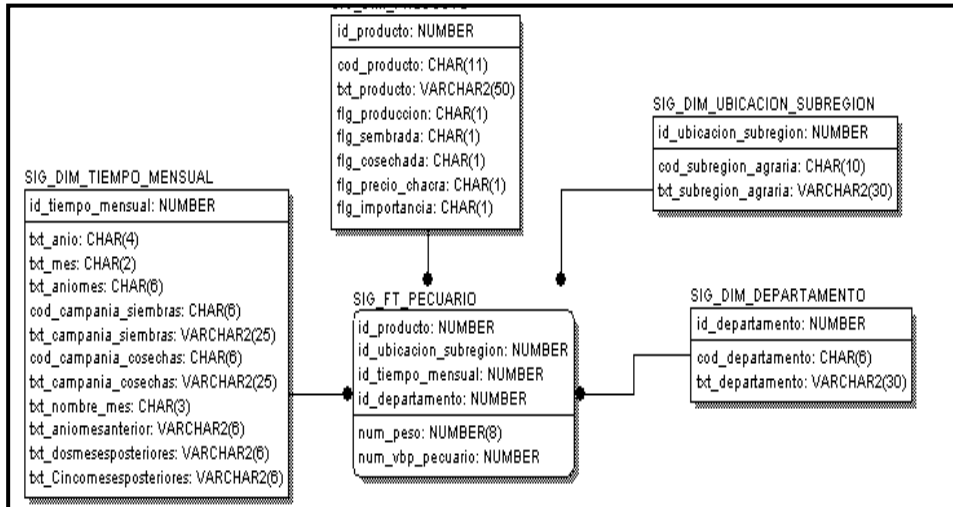 id_producto: NUMBER
cod_producto: CHAR(11)
txt_producto: VARCHAR2(50)
flg_produccion: CHAR(1)
flg_sembrada: CHAR(1)
flg_cosechada: CHAR(1)
flg_precio_chacra: CHAR(1)
flg_importancia: CHAR(1)
SIG_DIM_UBICACION_SUBREGION
id_ubicacion_subregion: NUMBER
cod_subregion_agraria: CHAR(10)
txt_subregion_agraria: VARCHAR2(30)
SIG_DIM_TIEMPO_MENSUAL
id_tiempo_mensual: NUMBER
txt_anio: CHAR(4)
txt_mes: CHAR(2)
txt_aniomes: CHAR(6)
cod_campania_siembras: CHAR(6)
txt_campania_siembras: VARCHAR2(25)
cod_campania_cosechas: CHAR(6)
txt_campania_cosechas: VARCHAR2(25)
txt_nombre_mes: CHAR(3)
txt_aniomesanterior: VARCHAR2(6)
txt_dosmesesposteriores: VARCHAR2(6)
txt_Cincomesesposteriores: VARCHAR2(6)
SIG_FT_PECUARIO
id_producto: NUMBER
id_ubicacion_subregion: NUMBER
id_tiempo_mensual: NUMBER
id_departamento: NUMBER
num_peso: NUMBER(8)
num_vbp_pecuario: NUMBER
SIG_DIM_DEPARTAMENTO
id_departamento: NUMBER
cod_departamento: CHAR(6)
txt_departamento: VARCHAR2(30)